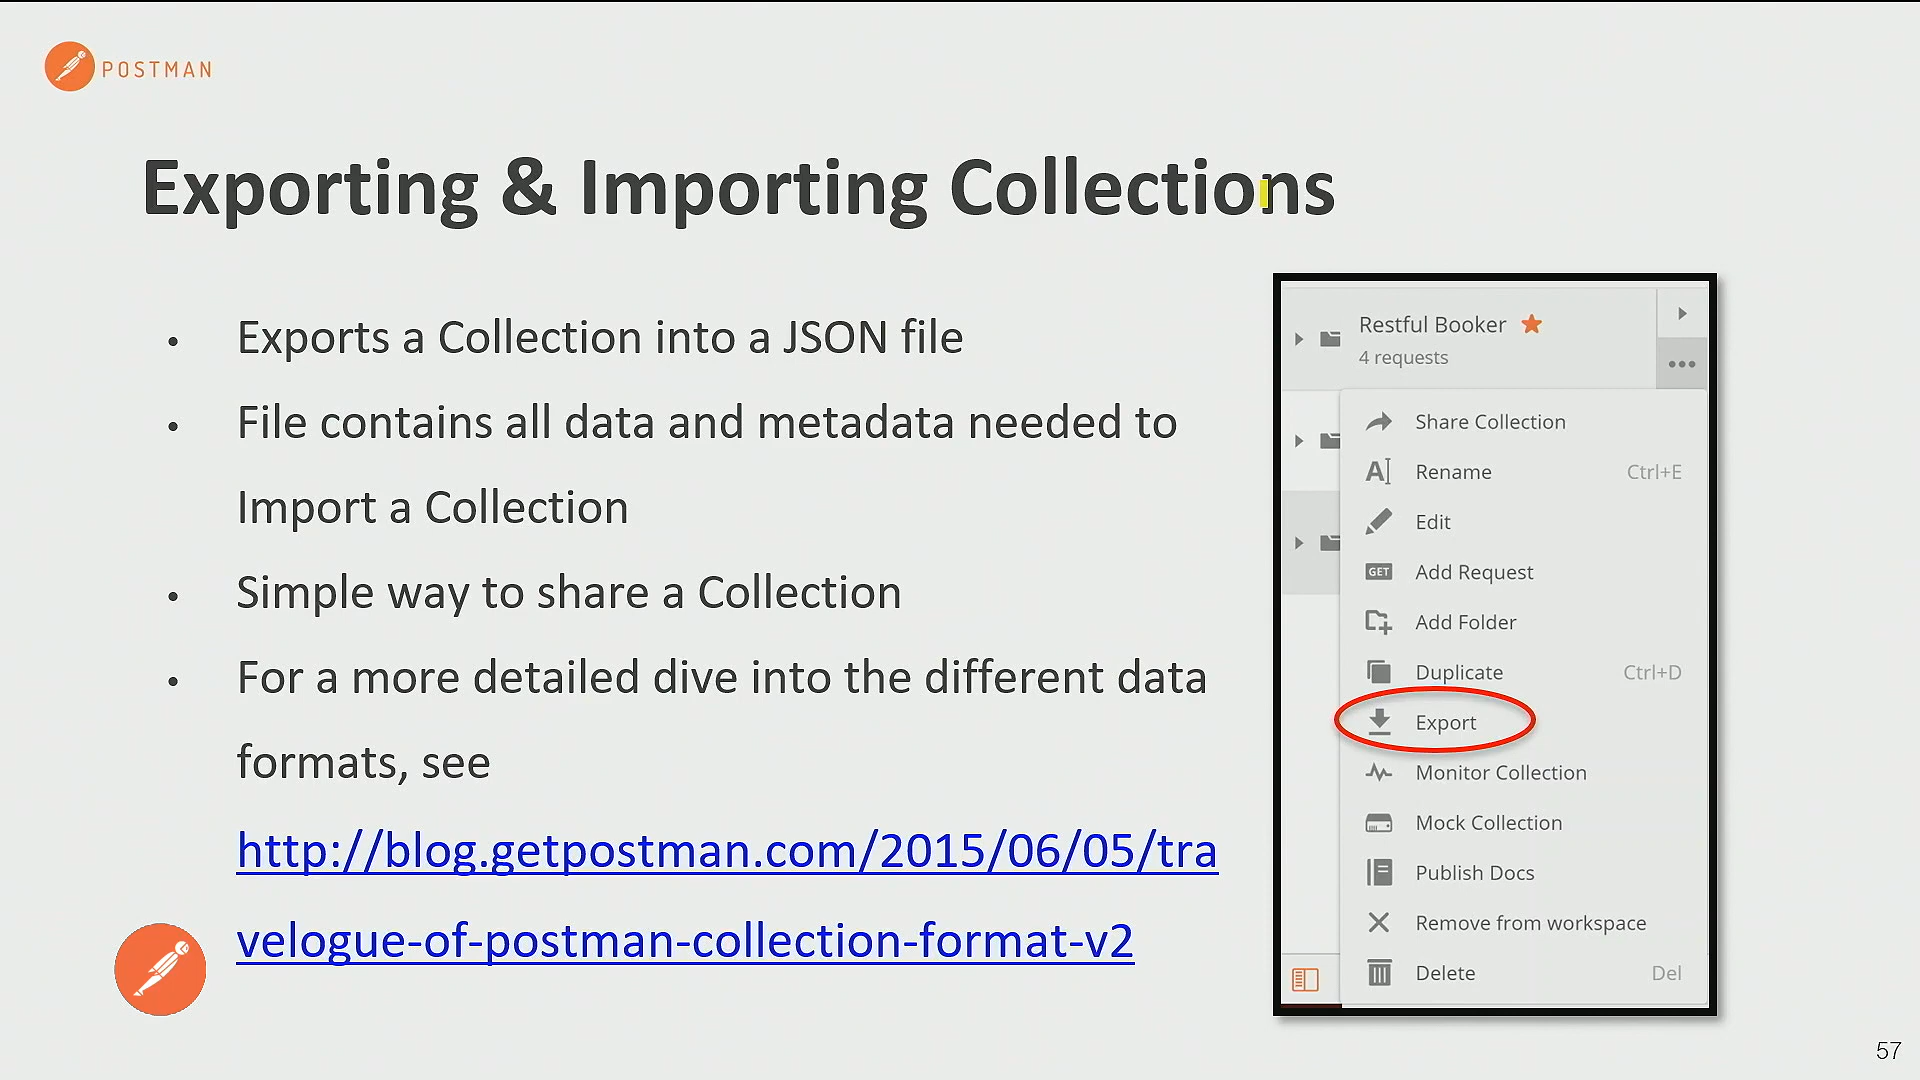 POSTMAN
Exporting & Importing Collections
• Exports a Collection into a JSON file
• File contains all data and metadata needed to
Import a Collection
• Simple way to share a Collection
• For a more detailed dive into the different data
formats, see
http://blog.getpostman.com/2015/06/05/tra
velogue-of-postman-collection-format-v2
Restful Booker
4 requests
Share Collection
Rename Ctrl+E
Edit
GET Add Request
Add Folder
Duplicate Ctrl+D
Export
Monitor Collection
Mock Collection
Publish Docs
Remove from workspace
Delete Del
57